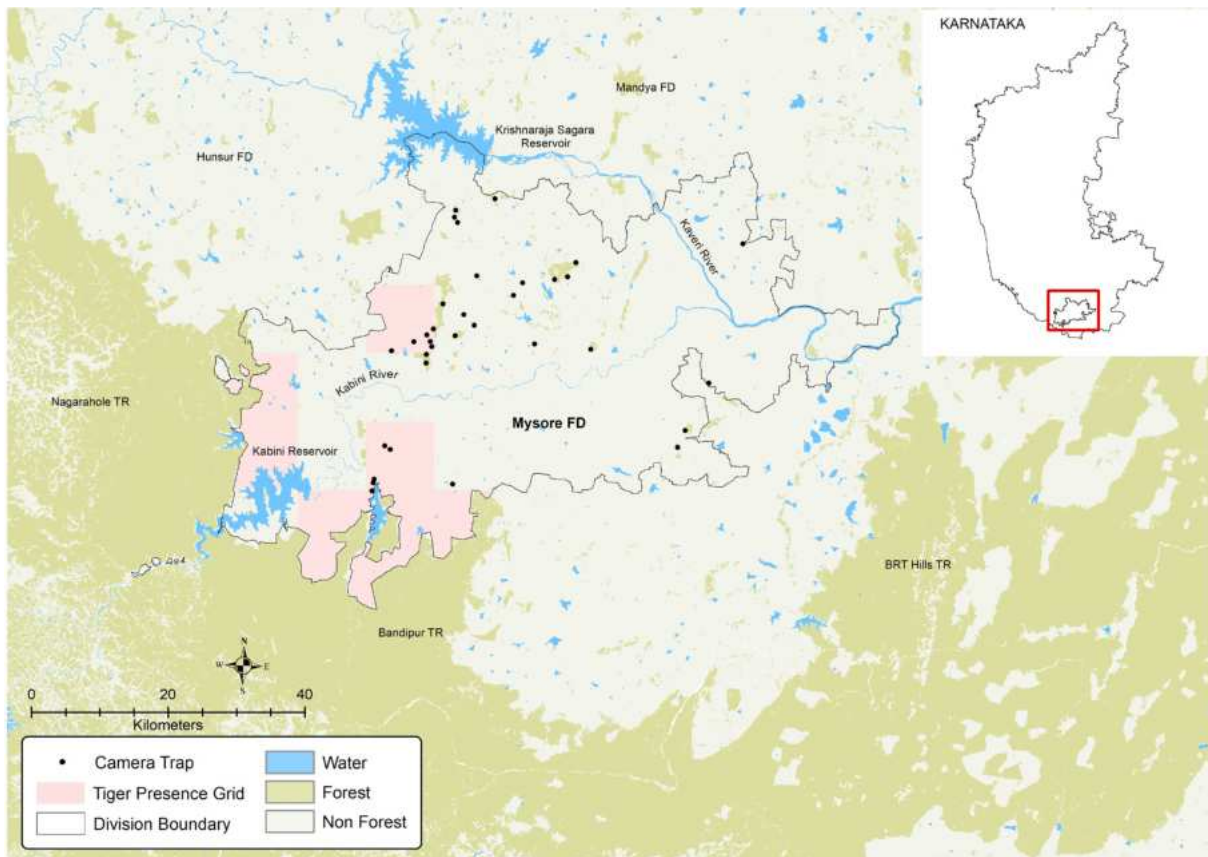 KARNATAKA
Mandya FD
Krishnaraja Sagara
Reservoir
Hunsur FD
Kaveri River
Kabini River
Nagarahole TR
Mysore FD
Kabini Reservoir
BRT Hills TR
Bandipur TR
N
W
E
S
0 20 40
Kilometers
Camera Trap
Tiger Presence Grid
Division Boundary
Water
Forest
Non Forest